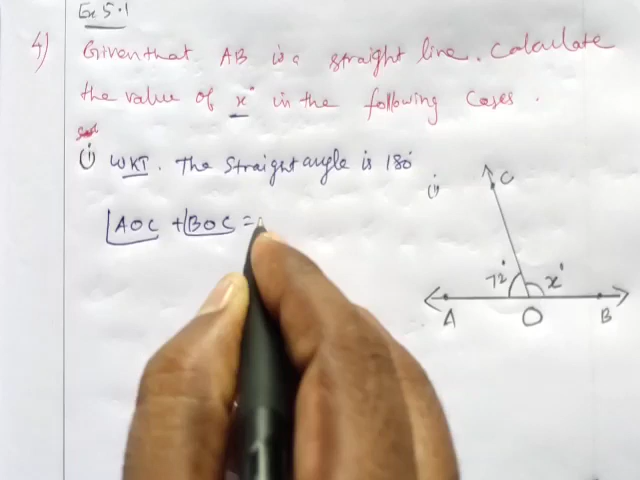 Ex 5.1
4) Given that AB is a straight line. Calculate
the value of x° in the following cases.
Sol
(i) WKT. The Straight angle is 180°
∠AOC + ∠BOC =
(i)
C
72° x°
A O B